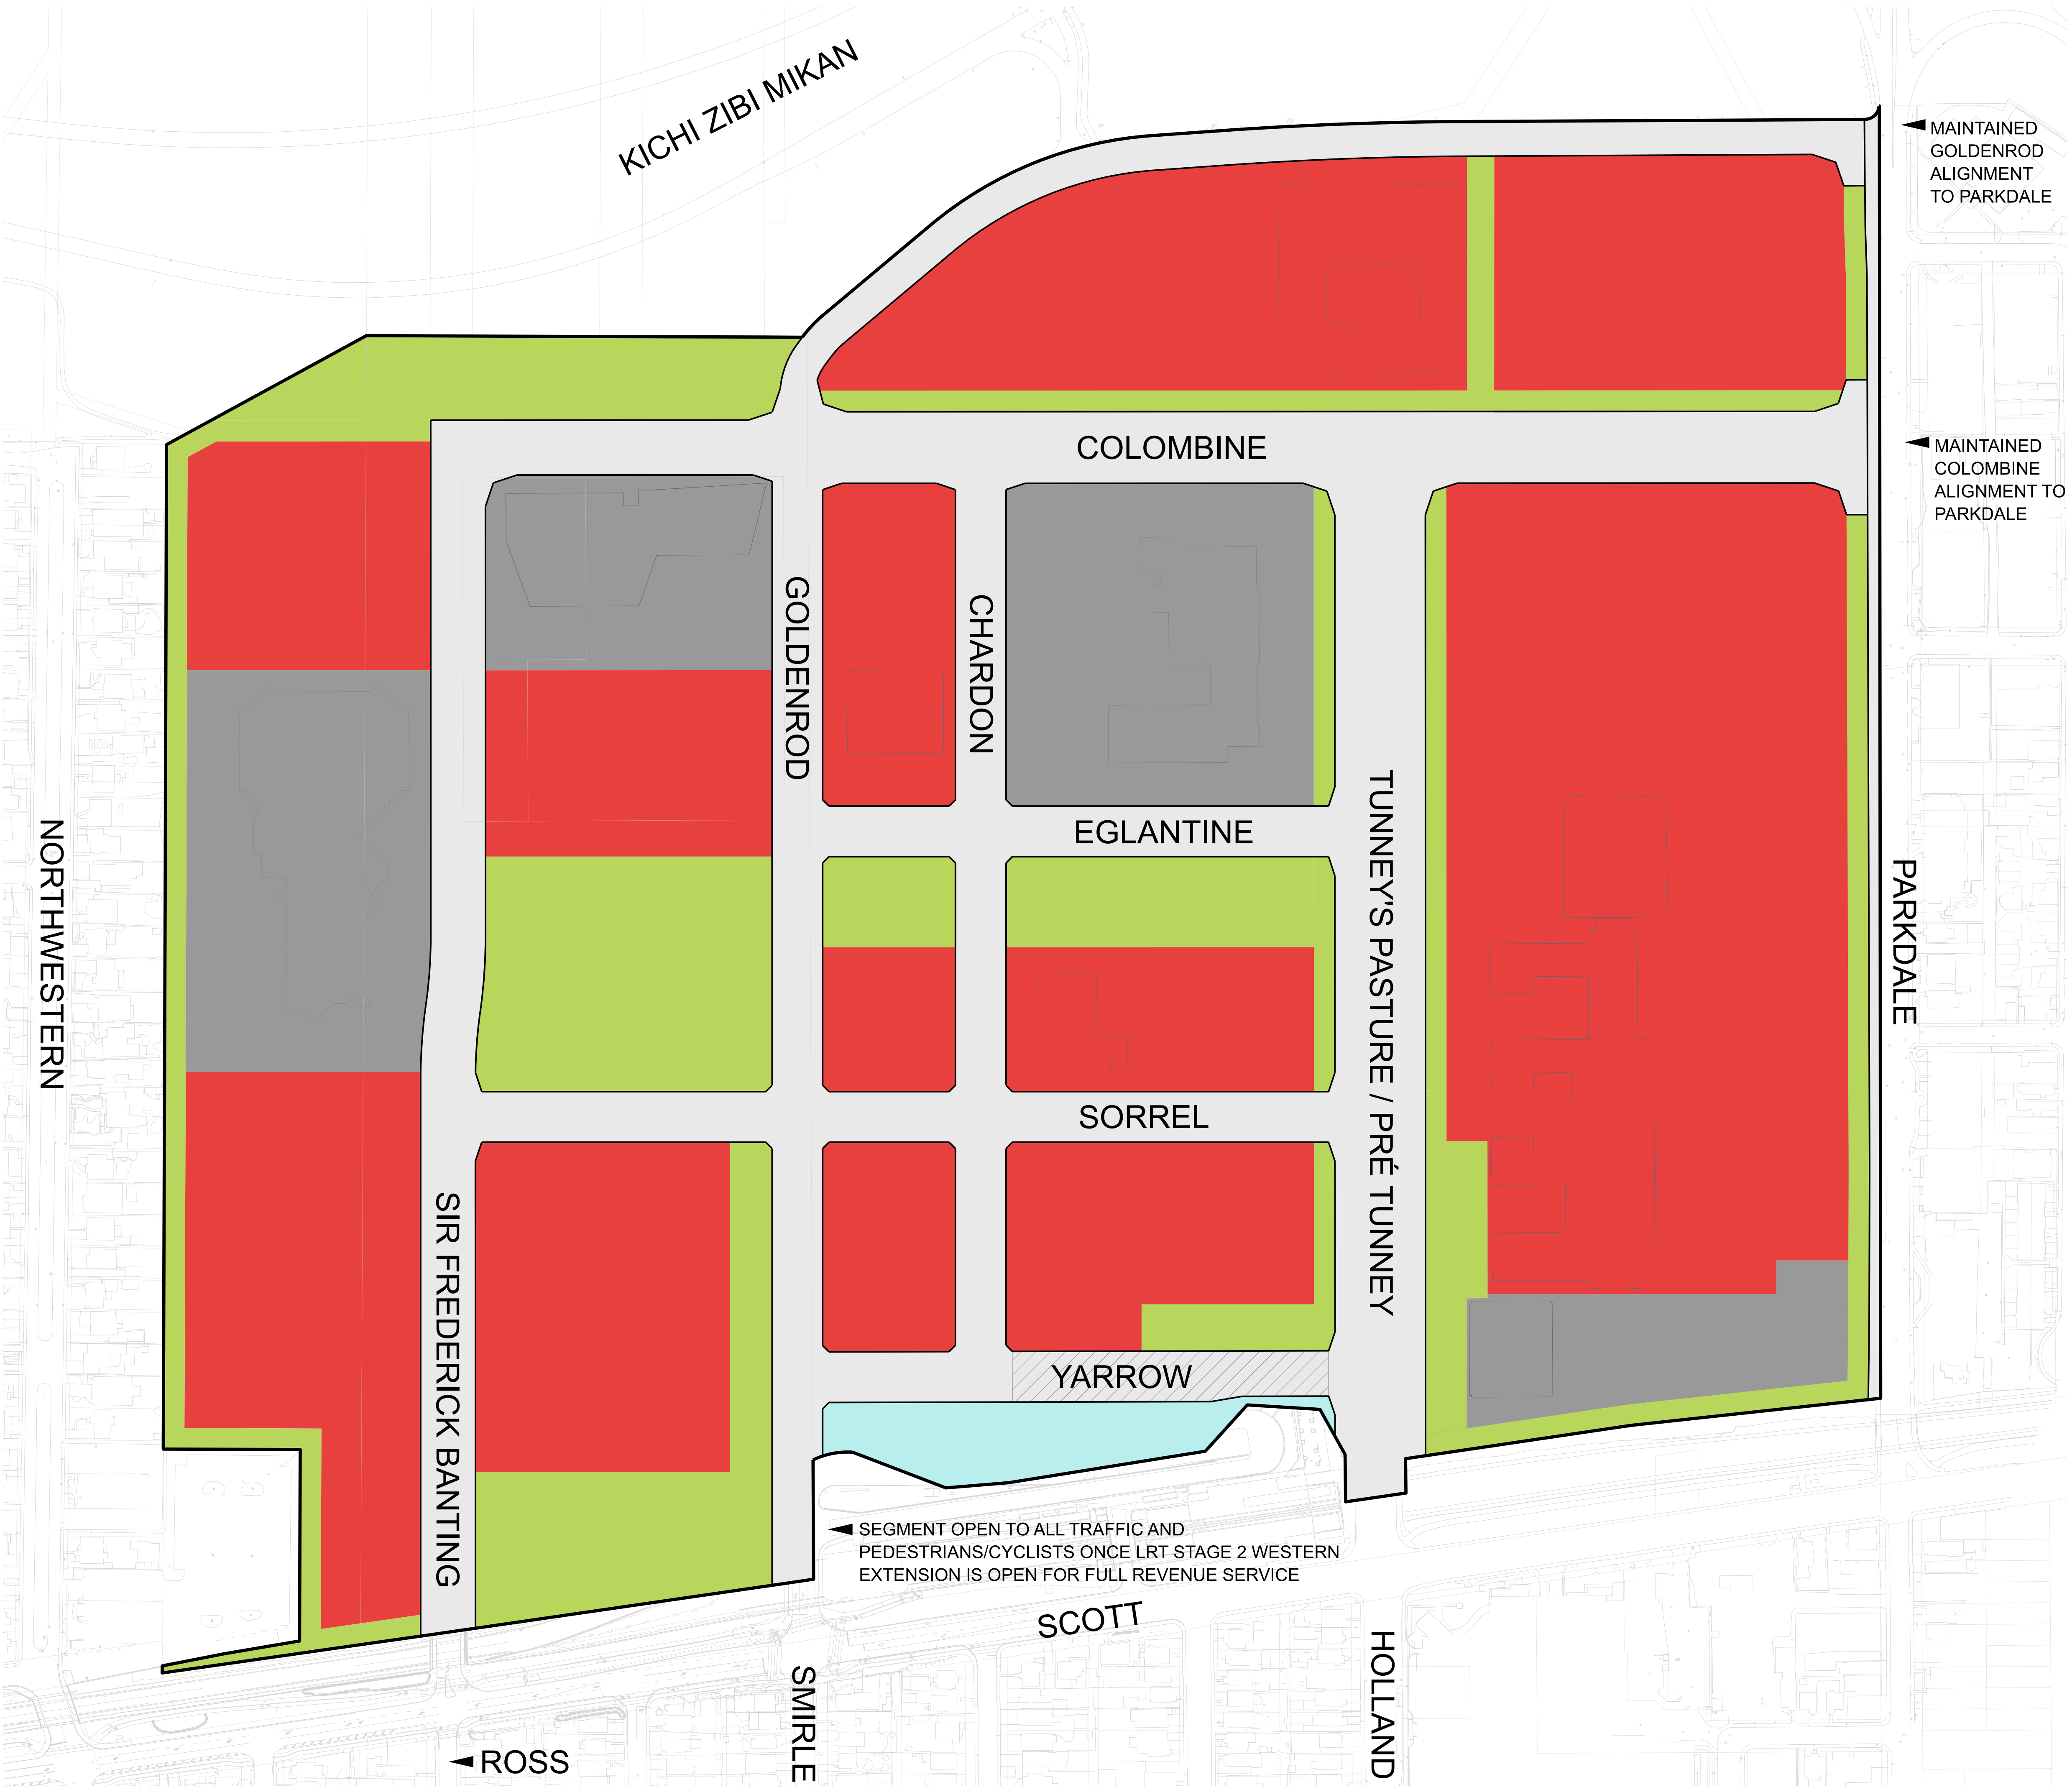 KICHI ZIBI MIKAN
MAINTAINED
GOLDENROD
ALIGNMENT
TO PARKDALE
COLOMBINE
MAINTAINED
COLOMBINE
ALIGNMENT TO
PARKDALE
GOLDENROD
CHARDON
EGLANTINE
TUNNEY'S PASTURE / PRÉ TUNNEY
NORTHWESTERN
PARKDALE
SORREL
SIR FREDERICK BANTING
YARROW
SEGMENT OPEN TO ALL TRAFFIC AND
PEDESTRIANS/CYCLISTS ONCE LRT STAGE 2 WESTERN
EXTENSION IS OPEN FOR FULL REVENUE SERVICE
SCOTT
SMIRLE
HOLLAND
ROSS